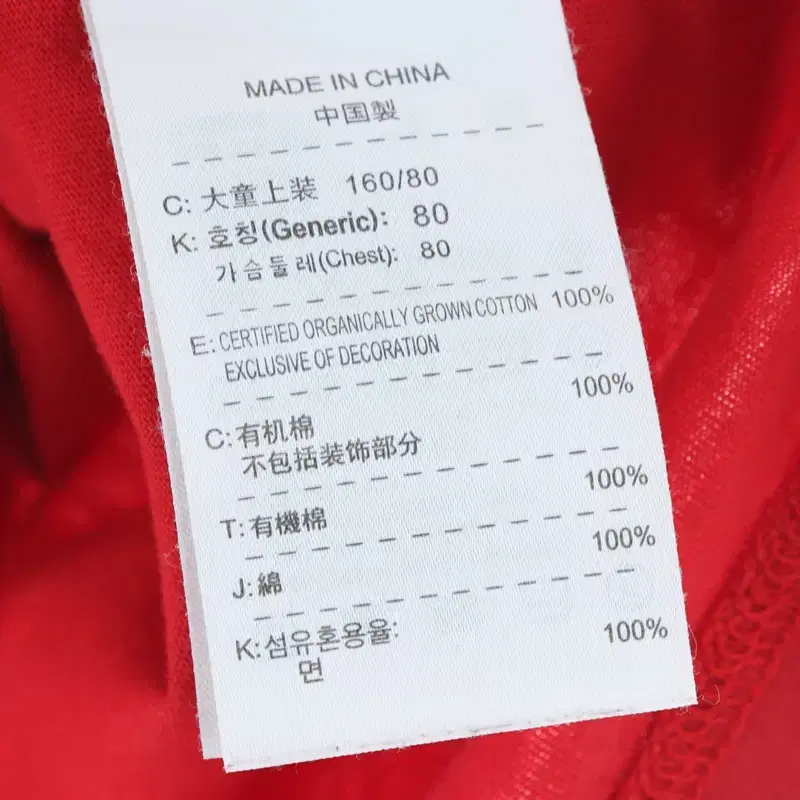 MADE IN CHINA
中国製
C: 大童上装 160/80
K: 호칭(Generic): 80
가슴둘레(Chest): 80
E: CERTIFIED ORGANICALLY GROWN COTTON 100%
EXCLUSIVE OF DECORATION
C: 有机棉 100%
不包括装饰部分
T: 有機棉 100%
J: 綿 100%
K: 섬유혼용율:
면 100%